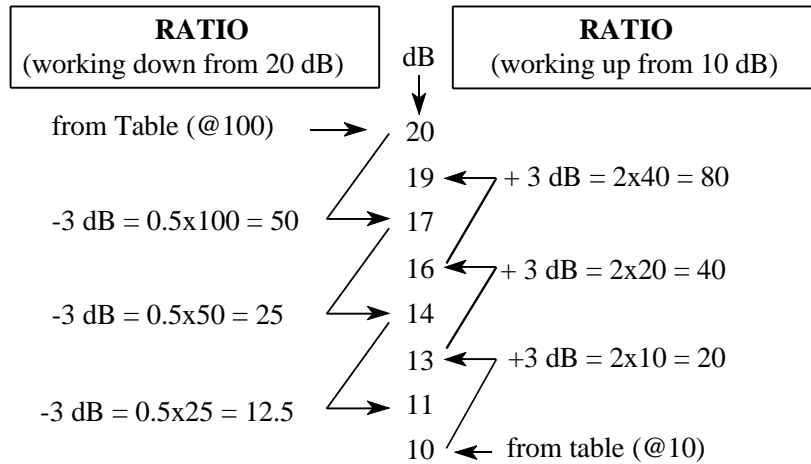 RATIO
(working down from 20 dB)
dB
RATIO
(working up from 10 dB)
from Table (@100)
20
19
+ 3 dB = 2x40 = 80
-3 dB = 0.5x100 = 50
17
16
+ 3 dB = 2x20 = 40
-3 dB = 0.5x50 = 25
14
13
+3 dB = 2x10 = 20
-3 dB = 0.5x25 = 12.5
11
10
from table (@10)